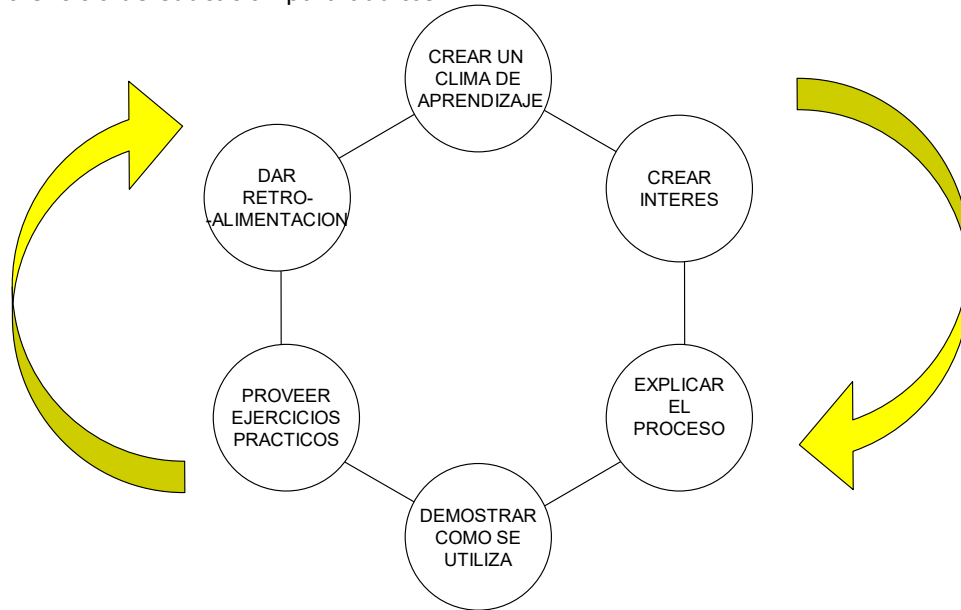 CREAR UN
CLIMA DE
APRENDIZAJE
CREAR
INTERES
EXPLICAR
EL
PROCESO
DEMOSTRAR
COMO SE
UTILIZA
PROVEER
EJERCICIOS
PRACTICOS
DAR
RETRO-
-ALIMENTACION